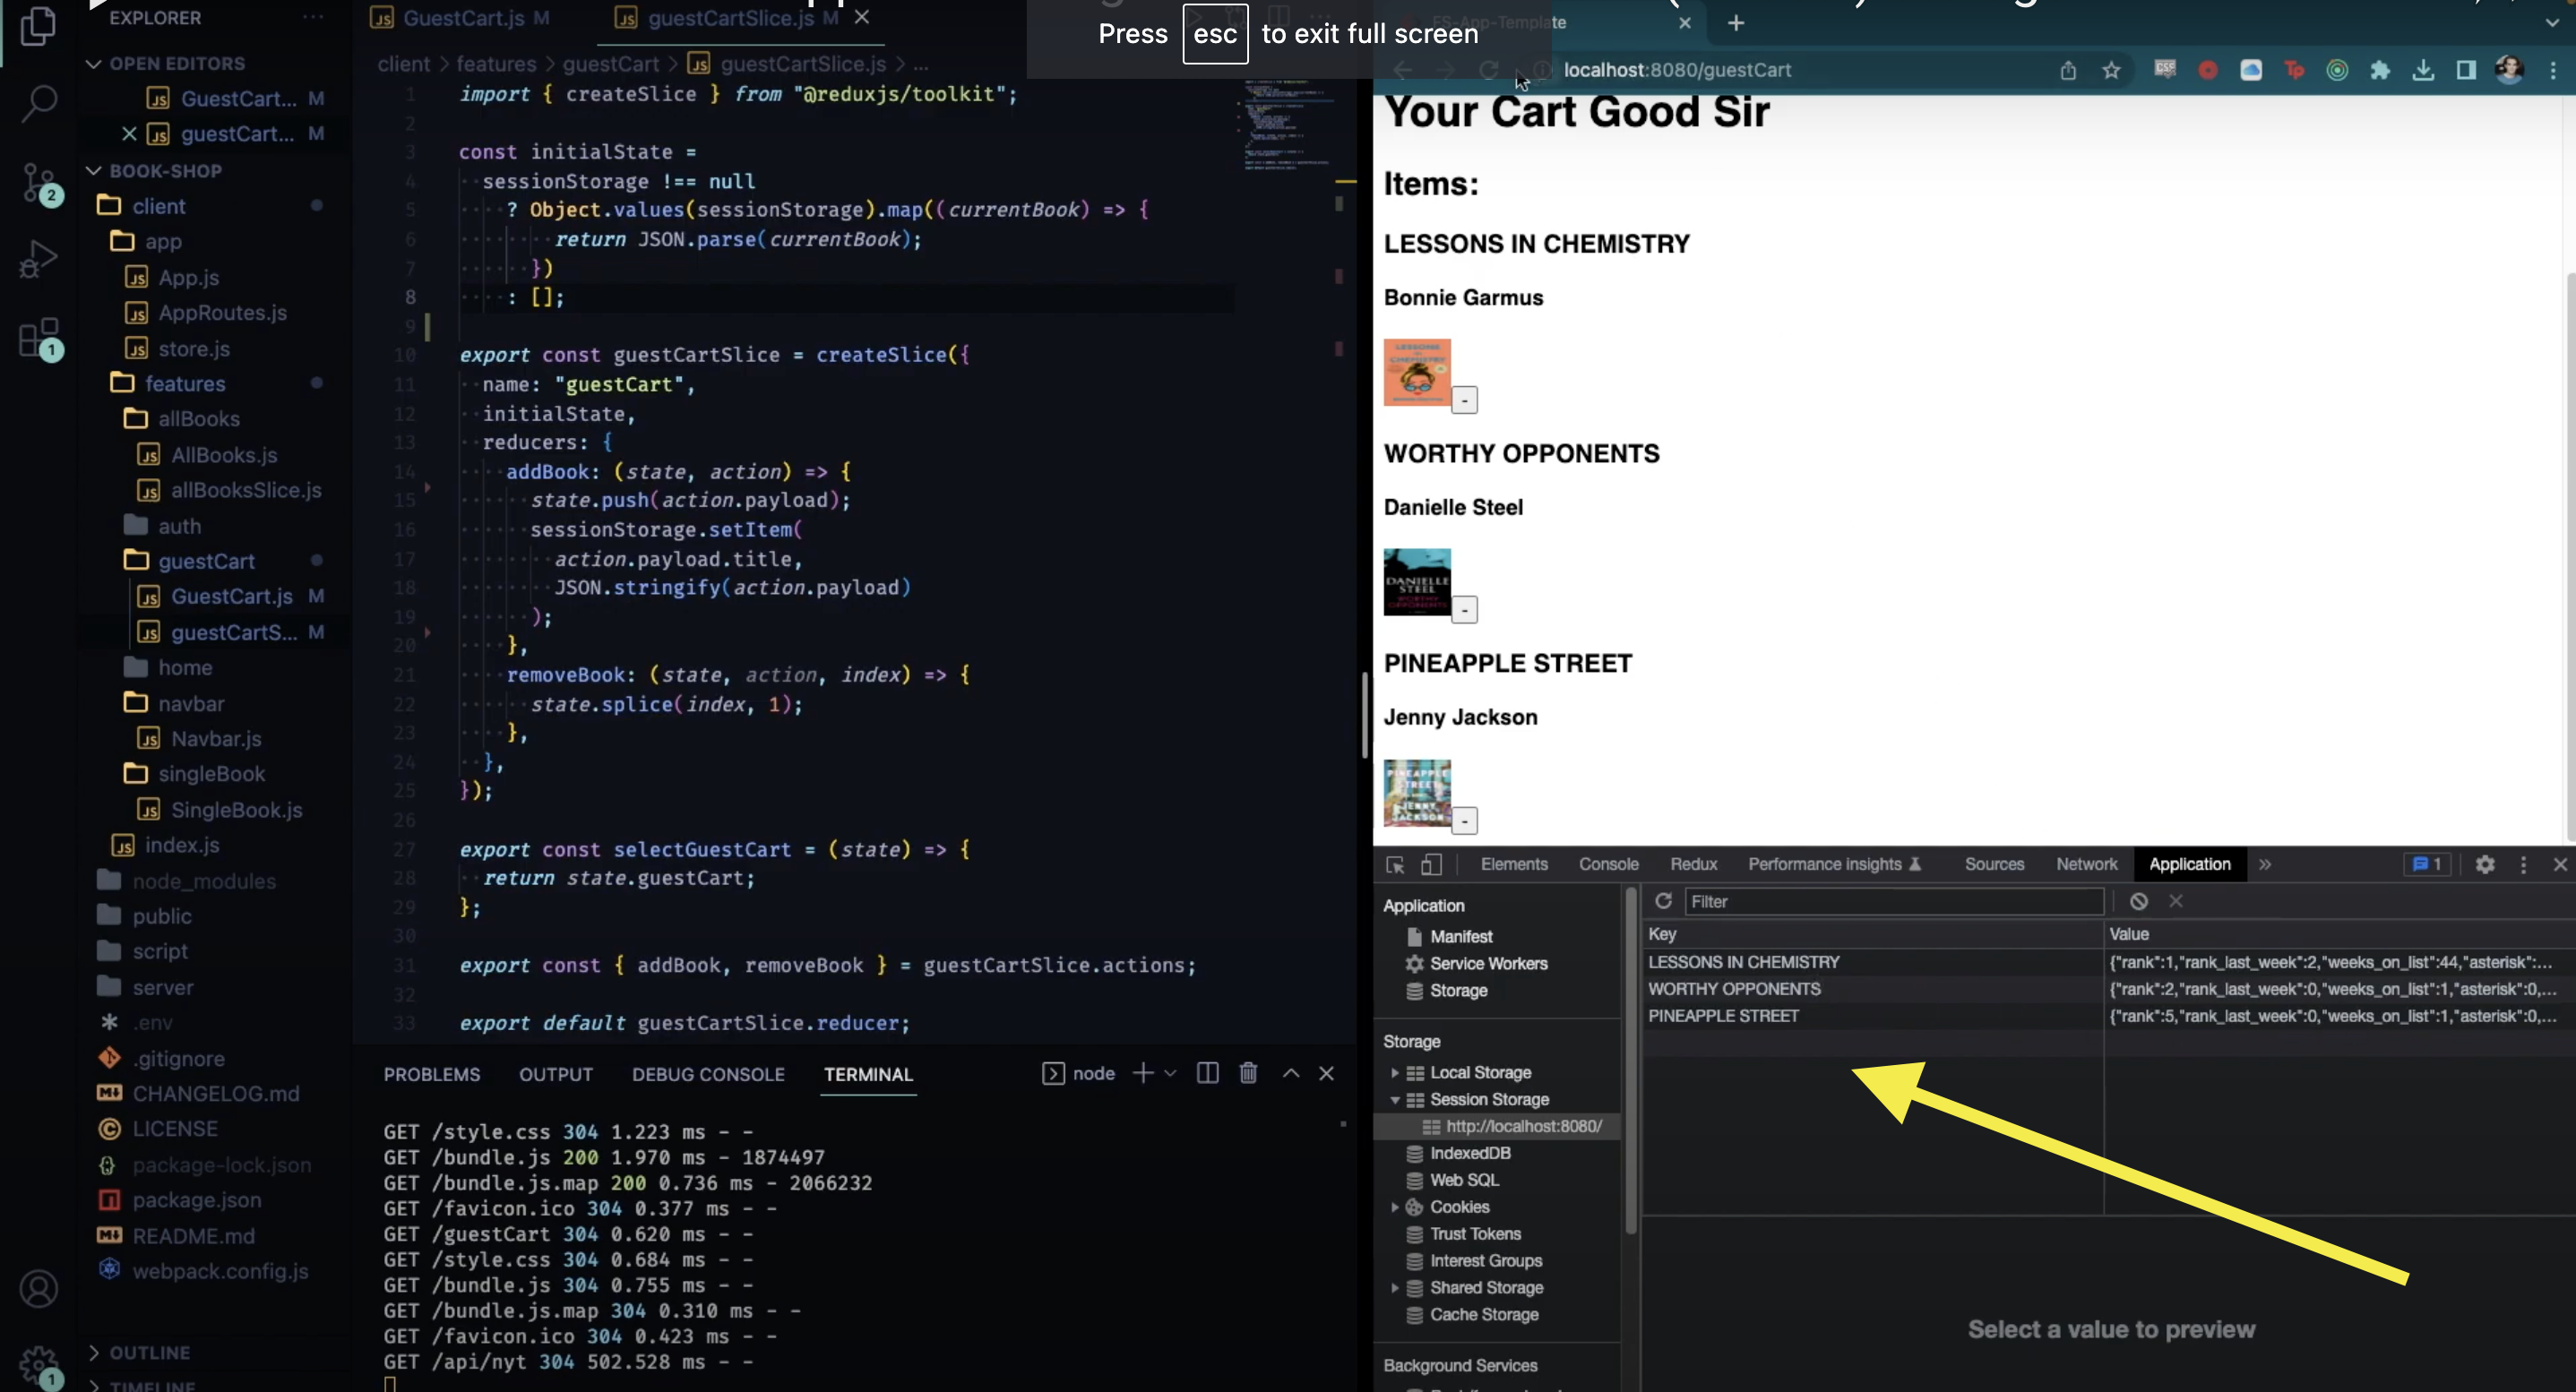 EXPLORER
OPEN EDITORS
GuestCart... M
guestCart... M
BOOK-SHOP
client
app
App.js
AppRoutes.js
store.js
features
allBooks
AllBooks.js
allBooksSlice.js
auth
guestCart
GuestCart.js M
guestCartS... M
home
navbar
Navbar.js
singleBook
SingleBook.js
index.js
node_modules
public
script
server
.env
.gitignore
CHANGELOG.md
LICENSE
package-lock.json
package.json
README.md
webpack.config.js
OUTLINE
TIMELINE
2
1
1
GuestCart.js M
guestCartSlice.js M
client > features > guestCart > guestCartSlice.js > ...
1 import { createSlice } from "@reduxjs/toolkit";
2
3 const initialState =
4 sessionStorage !== null
5 ? Object.values(sessionStorage).map((currentBook) => {
6 return JSON.parse(currentBook);
7 })
8 : [];
9
10 export const guestCartSlice = createSlice({
11 name: "guestCart",
12 initialState,
13 reducers: {
14 addBook: (state, action) => {
15 state.push(action.payload);
16 sessionStorage.setItem(
17 action.payload.title,
18 JSON.stringify(action.payload)
19 );
20 },
21 removeBook: (state, action, index) => {
22 state.splice(index, 1);
23 },
24 },
25 });
26
27 export const selectGuestCart = (state) => {
28 return state.guestCart;
29 };
30
31 export const { addBook, removeBook } = guestCartSlice.actions;
32
33 export default guestCartSlice.reducer;
PROBLEMS OUTPUT DEBUG CONSOLE TERMINAL node
GET /style.css 304 1.223 ms - -
GET /bundle.js 200 1.970 ms - 1874497
GET /bundle.js.map 200 0.736 ms - 2066232
GET /favicon.ico 304 0.377 ms - -
GET /guestCart 304 0.620 ms - -
GET /style.css 304 0.684 ms - -
GET /bundle.js 304 0.755 ms - -
GET /bundle.js.map 304 0.310 ms - -
GET /favicon.ico 304 0.423 ms - -
GET /api/nyt 304 502.528 ms - -
Press esc to exit full screen
FS-App-Template
localhost:8080/guestCart
Your Cart Good Sir
Items:
LESSONS IN CHEMISTRY
Bonnie Garmus
-
WORTHY OPPONENTS
Danielle Steel
DANIELLE
STEEL
WORTHY
OPPONENTS
-
PINEAPPLE STREET
Jenny Jackson
PINEAPPLE
STREET
JENNY
JACKSON
-
Elements Console Redux Performance insights Sources Network Application 1
Application
Manifest
Service Workers
Storage
Storage
Local Storage
Session Storage
http://localhost:8080/
IndexedDB
Web SQL
Cookies
Trust Tokens
Interest Groups
Shared Storage
Cache Storage
Background Services
Filter
Key Value
LESSONS IN CHEMISTRY {"rank":1,"rank_last_week":2,"weeks_on_list":44,"asterisk":...
WORTHY OPPONENTS {"rank":2,"rank_last_week":0,"weeks_on_list":1,"asterisk":0,...
PINEAPPLE STREET {"rank":5,"rank_last_week":0,"weeks_on_list":1,"asterisk":0,...
Select a value to preview